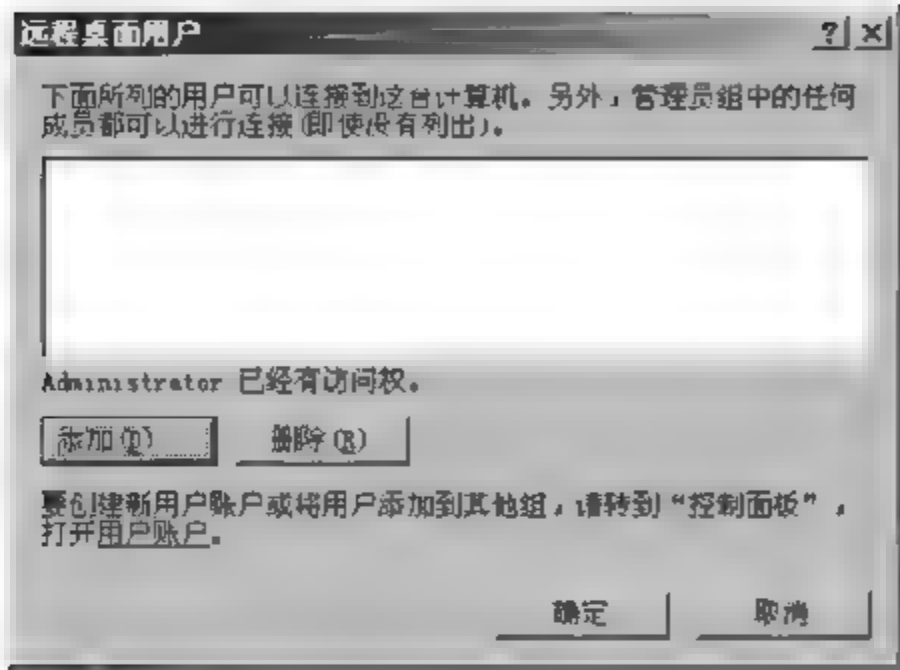 远程桌面用户
下面所列的用户可以连接到这台计算机。另外，管理员组中的任何
成员都可以进行连接(即使没有列出)。
Administrator 已经有访问权。
添加(D) 删除(R)
要创建新用户账户或将用户添加到其他组，请转到“控制面板”，
打开用户账户。
确定 取消